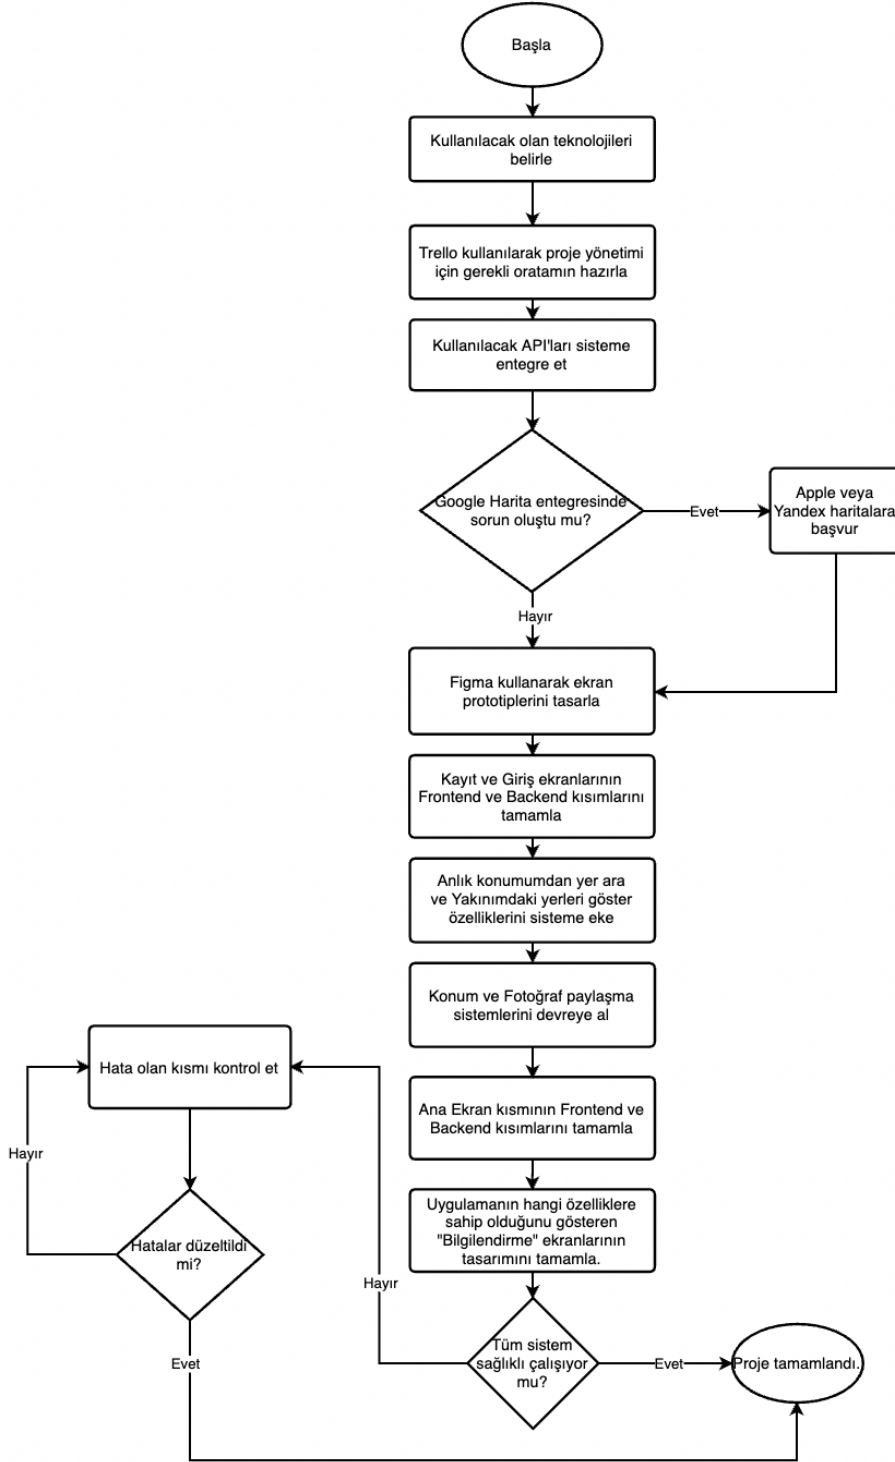 Başla
Kullanılacak olan teknolojileri
belirle
Trello kullanılarak proje yönetimi
için gerekli oratamın hazırla
Kullanılacak API'ları sisteme
entegre et
Google Harita entegresinde
sorun oluştu mu?
Evet
Apple veya
Yandex haritalara
başvur
Hayır
Figma kullanarak ekran
prototiplerini tasarla
Kayıt ve Giriş ekranlarının
Frontend ve Backend kısımlarını
tamamla
Anlık konumumdan yer ara
ve Yakınımdaki yerleri göster
özelliklerini sisteme eke
Konum ve Fotoğraf paylaşma
sistemlerini devreye al
Hata olan kısmı kontrol et
Ana Ekran kısmının Frontend ve
Backend kısımlarını tamamla
Hayır
Uygulamanın hangi özelliklere
sahip olduğunu gösteren
"Bilgilendirme" ekranlarının
tasarımını tamamla.
Hatalar düzeltildi
mi?
Hayır
Tüm sistem
sağlıklı çalışıyor
mu?
Evet
Proje tamamlandı.
Evet